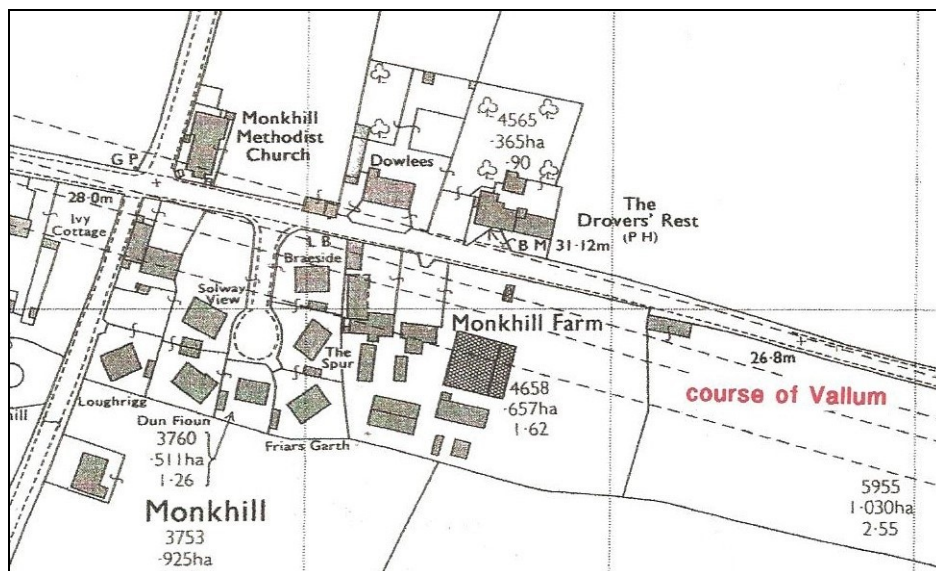 Monkhill
Methodist
Church
4565
·365ha
·90
G P
Dowlees
28·0m
Ivy
Cottage
The
Drovers' Rest
(P H)
L B
B M 31·12m
Braeside
Solway
View
Monkhill Farm
The
Spur
26·8m
4658
·657ha
1·62
course of Vallum
Loughrigg
hill
Dun Fioun
Friars Garth
3760
·511ha
1·26
Monkhill
3753
·925ha
5955
1·030ha
2·55